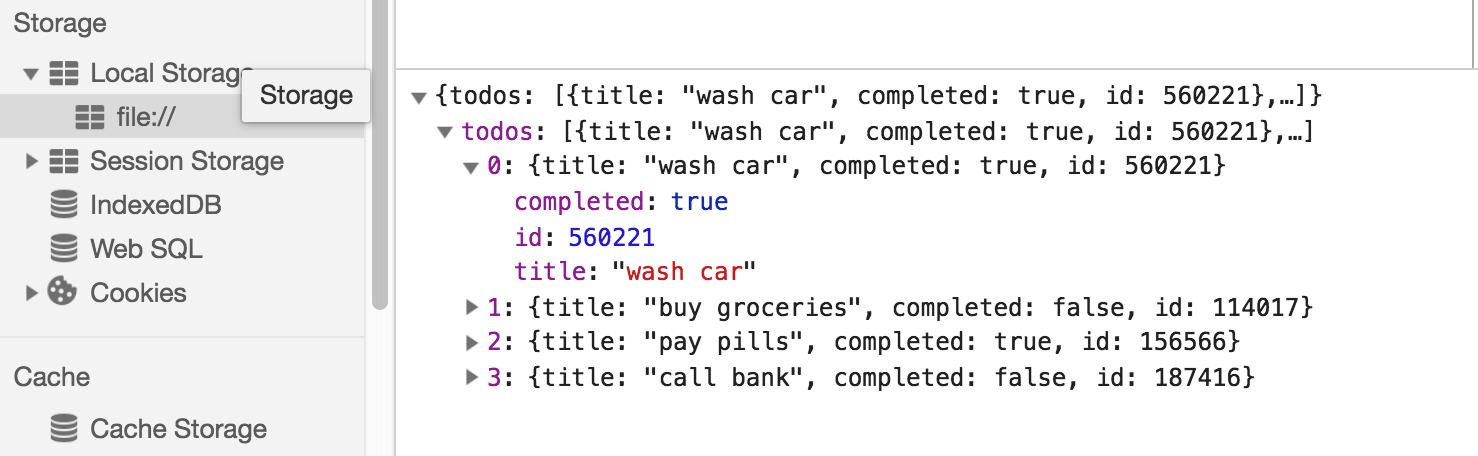 Storage
Local Storage
Storage
file://
Session Storage
IndexedDB
Web SQL
Cookies
Cache
Cache Storage
{todos: [{title: "wash car", completed: true, id: 560221},…]}
todos: [{title: "wash car", completed: true, id: 560221},…]
0: {title: "wash car", completed: true, id: 560221}
completed: true
id: 560221
title: "wash car"
1: {title: "buy groceries", completed: false, id: 114017}
2: {title: "pay pills", completed: true, id: 156566}
3: {title: "call bank", completed: false, id: 187416}